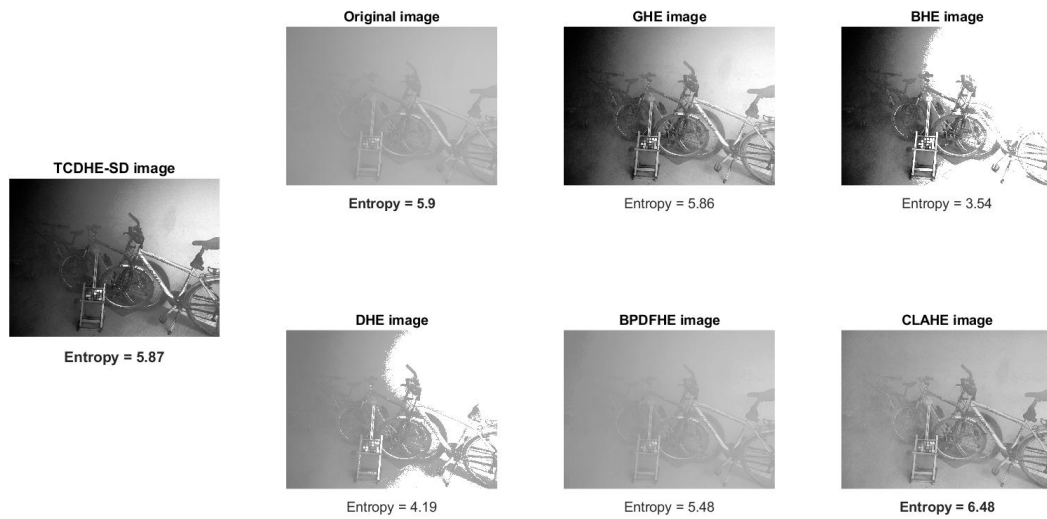 Original image
GHE image
BHE image
Entropy = 5.9
Entropy = 5.86
Entropy = 3.54
TCDHE-SD image
Entropy = 5.87
DHE image
BPDFHE image
CLAHE image
Entropy = 4.19
Entropy = 5.48
Entropy = 6.48